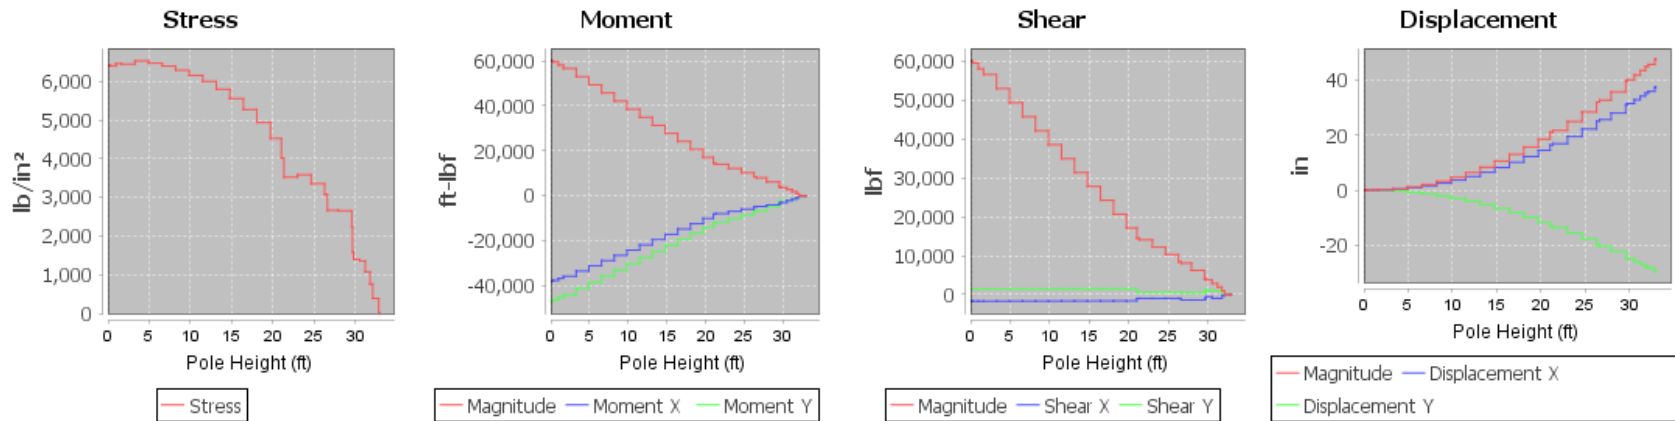 Stress
6,000
5,000
4,000
3,000
2,000
1,000
0
lb/in²
0 5 10 15 20 25 30
Pole Height (ft)
Stress
Moment
60,000
40,000
20,000
0
-20,000
-40,000
ft-lbf
0 5 10 15 20 25 30
Pole Height (ft)
Magnitude Moment X Moment Y
Shear
60,000
50,000
40,000
30,000
20,000
10,000
0
lbf
0 5 10 15 20 25 30
Pole Height (ft)
Magnitude Shear X Shear Y
Displacement
40
20
0
-20
in
0 5 10 15 20 25 30
Pole Height (ft)
Magnitude Displacement X
Displacement Y